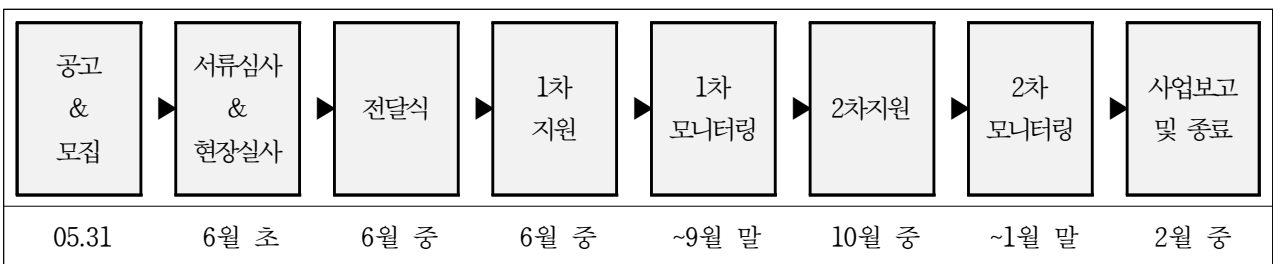 공고
&
모집
▶
서류심사
&
현장실사
▶
전달식
▶
1차
지원
▶
1차
모니터링
▶
2차지원
▶
2차
모니터링
▶
사업보고
및 종료
05.31
6월 초
6월 중
6월 중
~9월 말
10월 중
~1월 말
2월 중